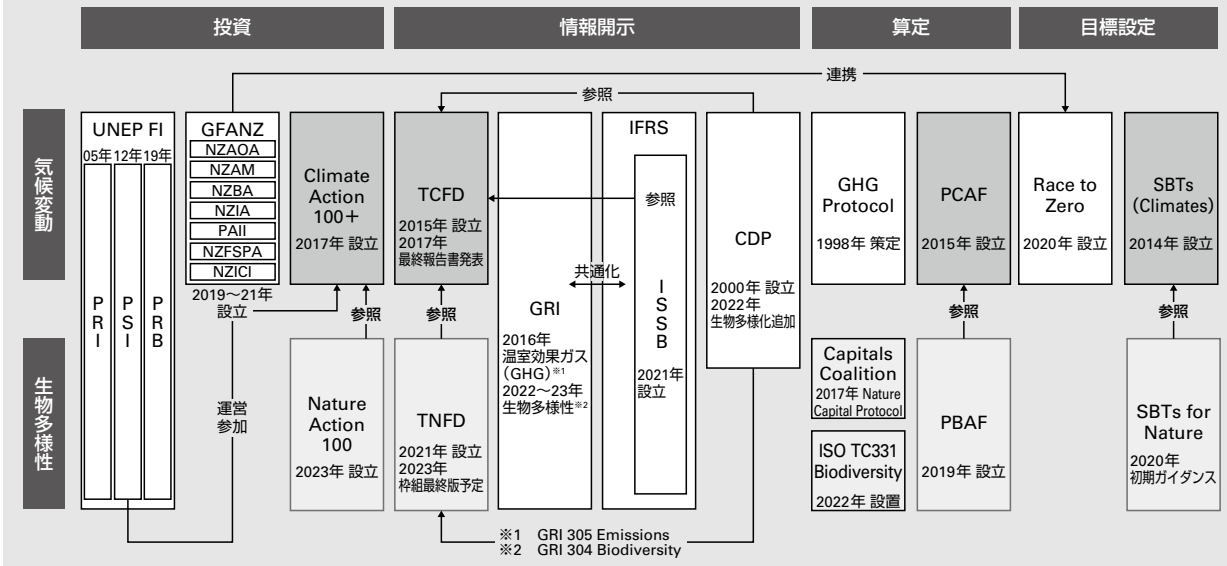 投資
情報開示
算定
目標設定
連携
参照
気候変動
UNEP FI
05年 12年 19年
PRI
PSI
PRB
GFANZ
NZAOA
NZAM
NZBA
NZIA
PAII
NZFSPA
NZICI
2019〜21年
設立
Climate
Action
100＋
2017年 設立
参照
TCFD
2015年 設立
2017年
最終報告書発表
参照
GRI
2016年
温室効果ガス
（GHG）※1
2022〜23年
生物多様性※2
共通化
IFRS
参照
ISSB
2021年
設立
CDP
2000年 設立
2022年
生物多様化追加
GHG
Protocol
1998年 策定
PCAF
2015年 設立
参照
Race to
Zero
2020年 設立
SBTs
（Climates）
2014年 設立
参照
生物多様性
運営
参加
Nature
Action
100
2023年 設立
TNFD
2021年 設立
2023年
枠組最終版予定
Capitals
Coalition
2017年 Nature
Capital Protocol
ISO TC331
Biodiversity
2022年 設置
PBAF
2019年 設立
SBTs for
Nature
2020年
初期ガイダンス
※1 GRI 305 Emissions
※2 GRI 304 Biodiversity